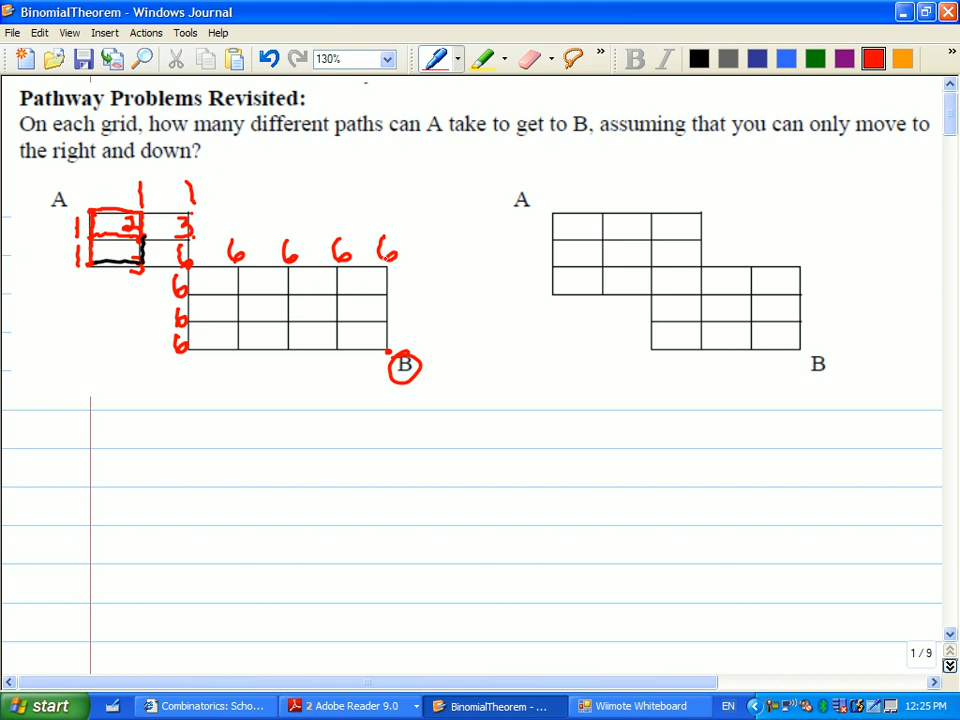 BinomialTheorem - Windows Journal
File Edit View Insert Actions Tools Help
130%
B I
Pathway Problems Revisited:
On each grid, how many different paths can A take to get to B, assuming that you can only move to
the right and down?
A 1 1 A
1 2 3
1 3 6 6 6 6 6
6
6
6
B B
1 / 9
start Combinatorics: Scho... 2 Adobe Reader 9.0 BinomialTheorem - ... Wiimote Whiteboard EN 12:25 PM